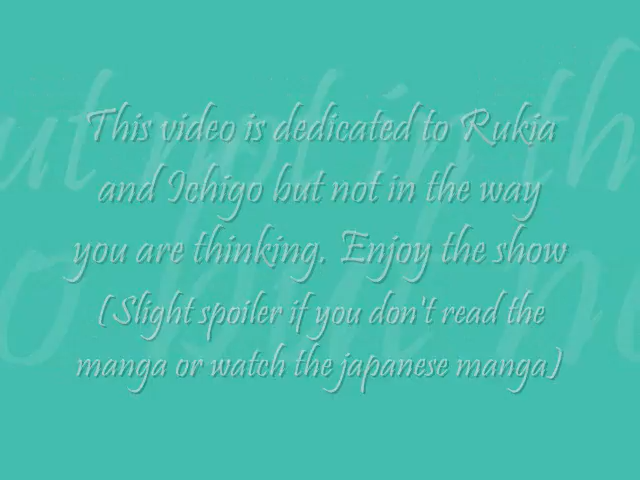 This video is dedicated to Rukia
and Ichigo but not in the way
you are thinking. Enjoy the show
(Slight spoiler if you don't read the
manga or watch the japanese manga)